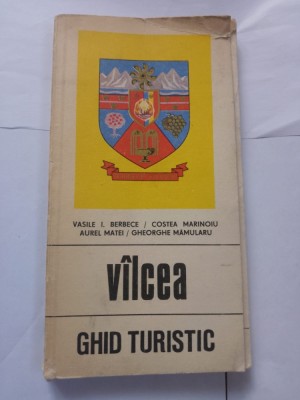 VASILE I. BERBECE / COSTEA MARINOIU
AUREL MATEI / GHEORGHE MĂMULARU
vîlcea
GHID TURISTIC